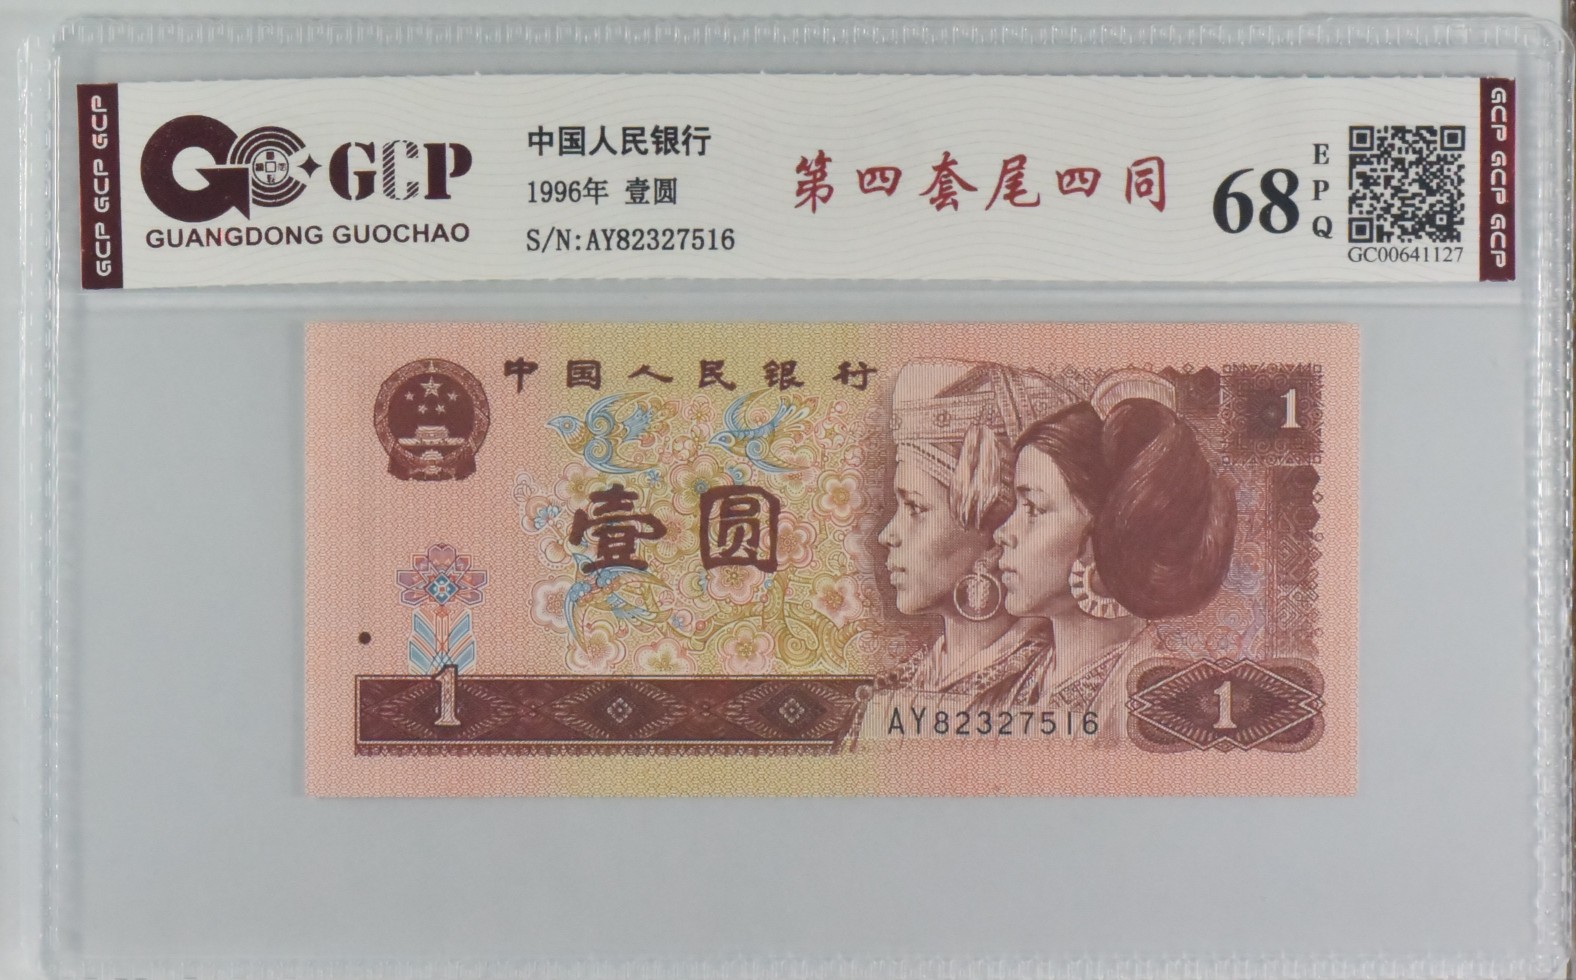 GCP GCP GCP
GCP
GUANGDONG GUOCHAO
中国人民银行
1996年 壹圆
S/N:AY82327516
第四套尾四同
68
EPQ
GC00641127
GCP GCP GCP
中国人民银行
1
壹圆
1
AY82327516
1